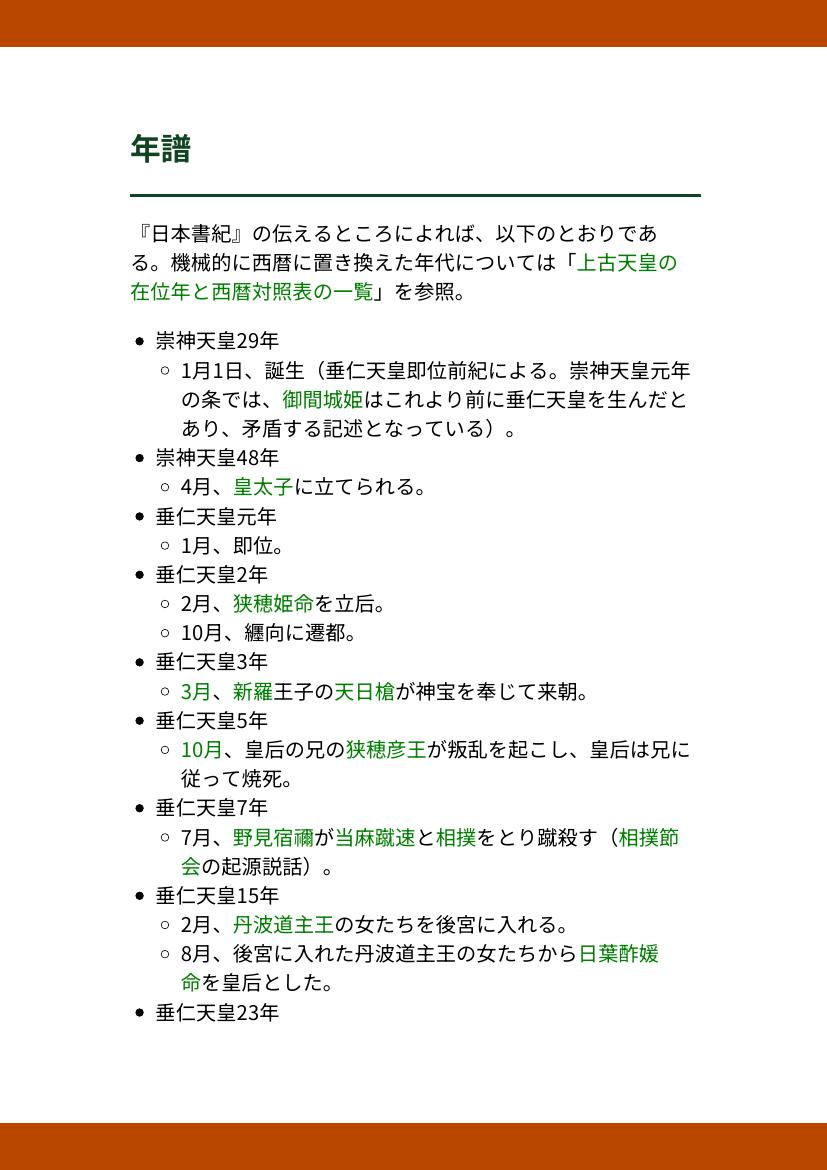 年譜
『日本書紀』の伝えるところによれば、以下のとおりであ
る。機械的に西暦に置き換えた年代については「上古天皇の
在位年と西暦対照表の一覧」を参照。
• 崇神天皇29年
◦ 1月1日、誕生（垂仁天皇即位前紀による。崇神天皇元年
の条では、御間城姫はこれより前に垂仁天皇を生んだと
あり、矛盾する記述となっている）。
• 崇神天皇48年
◦ 4月、皇太子に立てられる。
• 垂仁天皇元年
◦ 1月、即位。
• 垂仁天皇2年
◦ 2月、狭穂姫命を立后。
◦ 10月、纒向に遷都。
• 垂仁天皇3年
◦ 3月、新羅王子の天日槍が神宝を奉じて来朝。
• 垂仁天皇5年
◦ 10月、皇后の兄の狭穂彦王が叛乱を起こし、皇后は兄に
従って焼死。
• 垂仁天皇7年
◦ 7月、野見宿禰が当麻蹴速と相撲をとり蹴殺す（相撲節
会の起源説話）。
• 垂仁天皇15年
◦ 2月、丹波道主王の女たちを後宮に入れる。
◦ 8月、後宮に入れた丹波道主王の女たちから日葉酢媛
命を皇后とした。
• 垂仁天皇23年